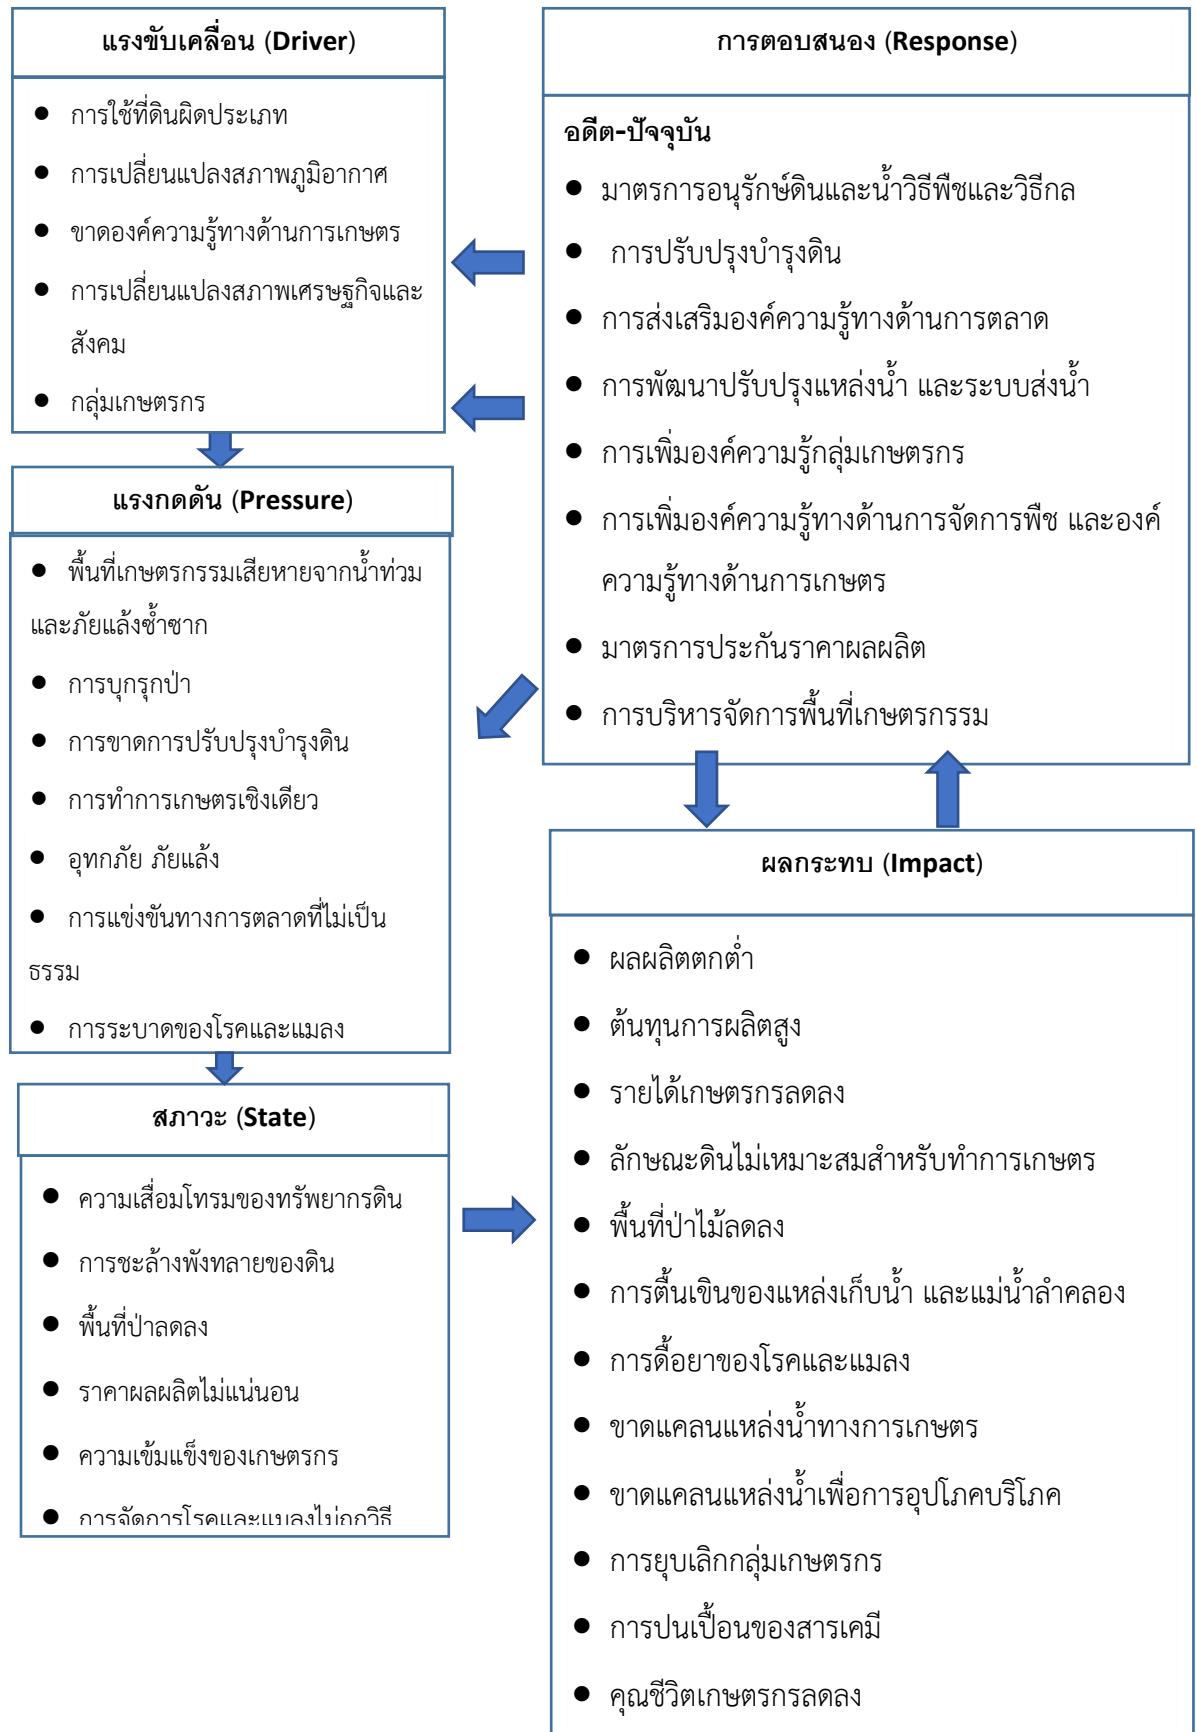 แรงขับเคลื่อน (Driver)
● การใช้ที่ดินผิดประเภท
● การเปลี่ยนแปลงสภาพภูมิอากาศ
● ขาดองค์ความรู้ทางด้านการเกษตร
● การเปลี่ยนแปลงสภาพเศรษฐกิจและ
สังคม
● กลุ่มเกษตรกร
แรงกดดัน (Pressure)
● พื้นที่เกษตรกรรมเสียหายจากน้ำท่วม
และภัยแล้งซ้ำซาก
● การบุกรุกป่า
● การขาดการปรับปรุงบำรุงดิน
● การทำการเกษตรเชิงเดียว
● อุทกภัย ภัยแล้ง
● การแข่งขันทางการตลาดที่ไม่เป็น
ธรรม
● การระบาดของโรคและแมลง
สภาวะ (State)
● ความเสื่อมโทรมของทรัพยากรดิน
● การชะล้างพังทลายของดิน
● พื้นที่ป่าลดลง
● ราคาผลผลิตไม่แน่นอน
● ความเข้มแข็งของเกษตรกร
● การจัดการโรคและแมลงไม่ถูกวิธี
การตอบสนอง (Response)
อดีต-ปัจจุบัน
● มาตรการอนุรักษ์ดินและน้ำวิธีพืชและวิธีกล
● การปรับปรุงบำรุงดิน
● การส่งเสริมองค์ความรู้ทางด้านการตลาด
● การพัฒนาปรับปรุงแหล่งน้ำ และระบบส่งน้ำ
● การเพิ่มองค์ความรู้กลุ่มเกษตรกร
● การเพิ่มองค์ความรู้ทางด้านการจัดการพืช และองค์
ความรู้ทางด้านการเกษตร
● มาตรการประกันราคาผลผลิต
● การบริหารจัดการพื้นที่เกษตรกรรม
ผลกระทบ (Impact)
● ผลผลิตตกต่ำ
● ต้นทุนการผลิตสูง
● รายได้เกษตรกรลดลง
● ลักษณะดินไม่เหมาะสมสำหรับทำการเกษตร
● พื้นที่ป่าไม้ลดลง
● การตื้นเขินของแหล่งเก็บน้ำ และแม่น้ำลำคลอง
● การดื้อยาของโรคและแมลง
● ขาดแคลนแหล่งน้ำทางการเกษตร
● ขาดแคลนแหล่งน้ำเพื่อการอุปโภคบริโภค
● การยุบเลิกกลุ่มเกษตรกร
● การปนเปื้อนของสารเคมี
● คุณชีวิตเกษตรกรลดลง